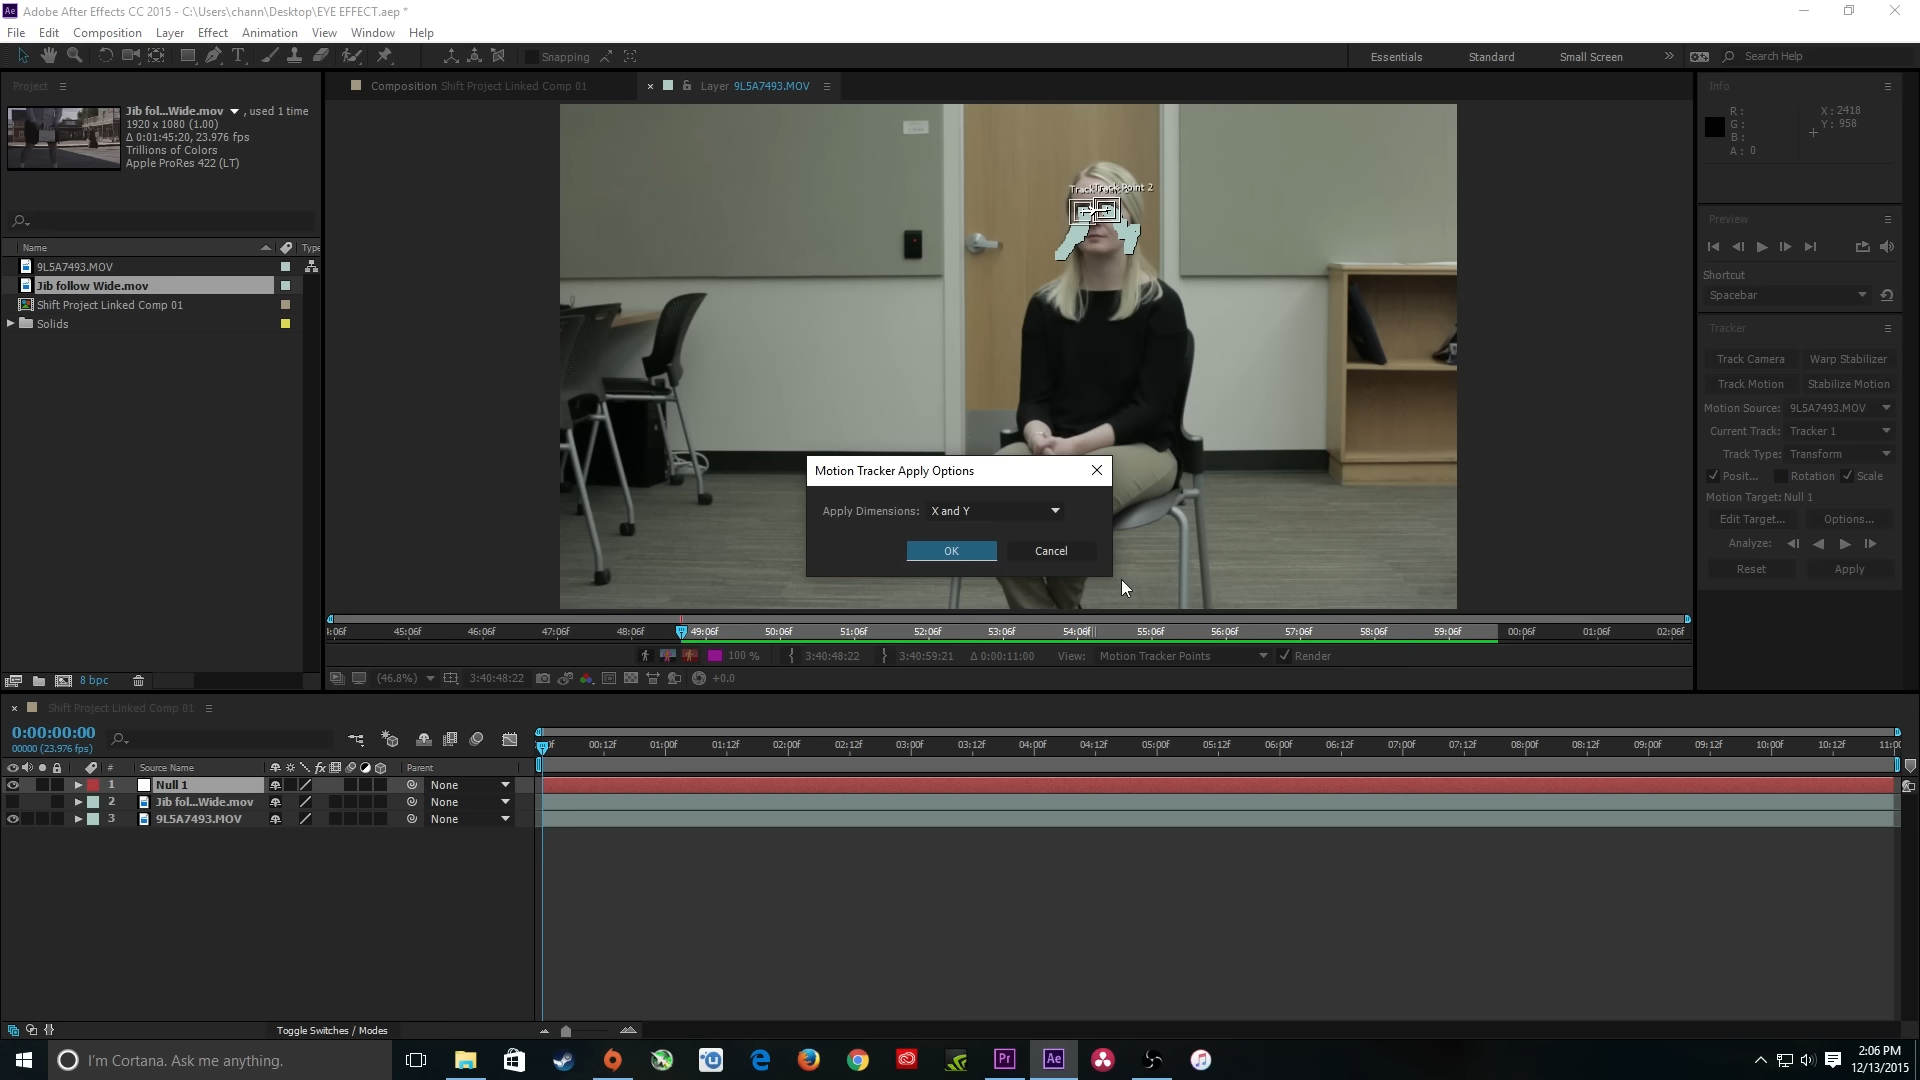 Adobe After Effects CC 2015 - C:\Users\chann\Desktop\EYE EFFECT.aep *
File Edit Composition Layer Effect Animation View Window Help
Snapping Essentials Standard Small Screen Search Help
Project
Composition Shift Project Linked Comp 01
Layer 9L5A7493.MOV
Info
Jib fol...Wide.mov , used 1 time
1920 x 1080 (1.00)
Δ 0:01:45:20, 23.976 fps
Trillions of Colors
Apple ProRes 422 (LT)
R :
G :
B :
A : 0
X : 2418
Y : 958
Track Point 2
Name Type
9L5A7493.MOV
Jib follow Wide.mov
Shift Project Linked Comp 01
Solids
Preview
Shortcut
Spacebar
Tracker
Track Camera Warp Stabilizer
Track Motion Stabilize Motion
Motion Source: 9L5A7493.MOV
Current Track: Tracker 1
Track Type: Transform
Posit... Rotation Scale
Motion Target: Null 1
Edit Target... Options...
Analyze:
Reset Apply
Motion Tracker Apply Options
Apply Dimensions: X and Y
OK Cancel
45:06f 46:06f 47:06f 48:06f 49:06f 50:06f 51:06f 52:06f 53:06f 54:06f 55:06f 56:06f 57:06f 58:06f 59:06f 00:06f 01:06f 02:06f
100 % 3:40:48:22 3:40:59:21 Δ 0:00:11:00 View: Motion Tracker Points Render
8 bpc
(46.8%) 3:40:48:22 +0.0
Shift Project Linked Comp 01
0:00:00:00
00000 (23.976 fps)
00:12f 01:00f 01:12f 02:00f 02:12f 03:00f 03:12f 04:00f 04:12f 05:00f 05:12f 06:00f 06:12f 07:00f 07:12f 08:00f 08:12f 09:00f 09:12f 10:00f 10:12f 11:00
# Source Name fx Parent
1 Null 1 None
2 Jib fol...Wide.mov None
3 9L5A7493.MOV None
Toggle Switches / Modes
I'm Cortana. Ask me anything.
Pr Ae
2:06 PM
12/13/2015